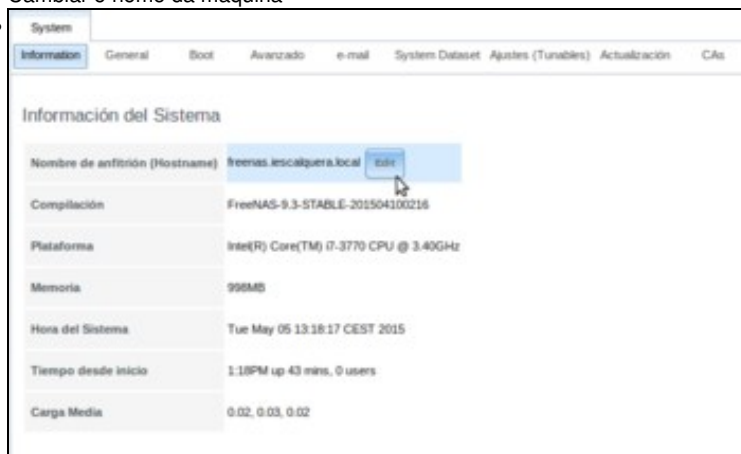 Cambiar o nome da máquina
System
Information General Boot Avanzado e-mail System Dataset Ajustes (Tunables) Actualización CAs
Información del Sistema
Nombre de anfitrión (Hostname) freenas.iescalquera.local Edit
Compilación FreeNAS-9.3-STABLE-201504100216
Plataforma Intel(R) Core(TM) i7-3770 CPU @ 3.40GHz
Memoria 998MB
Hora del Sistema Tue May 05 13:18:17 CEST 2015
Tiempo desde inicio 1:18PM up 43 mins, 0 users
Carga Media 0.02, 0.03, 0.02